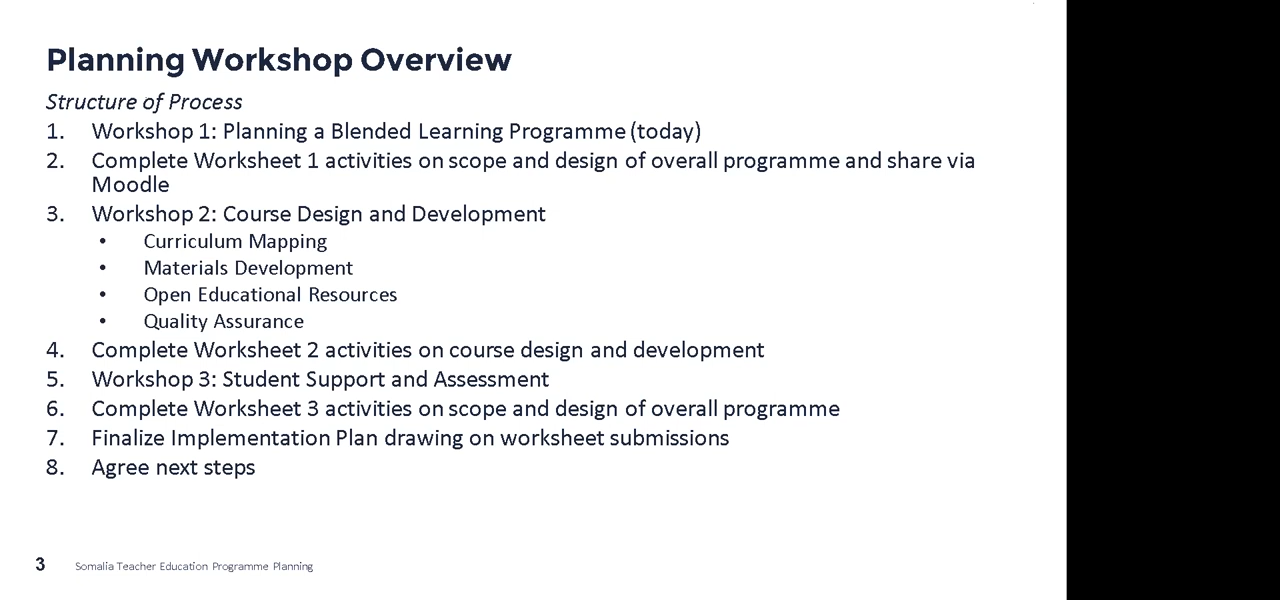 Planning Workshop Overview
Structure of Process
1. Workshop 1: Planning a Blended Learning Programme (today)
2. Complete Worksheet 1 activities on scope and design of overall programme and share via
Moodle
3. Workshop 2: Course Design and Development
• Curriculum Mapping
• Materials Development
• Open Educational Resources
• Quality Assurance
4. Complete Worksheet 2 activities on course design and development
5. Workshop 3: Student Support and Assessment
6. Complete Worksheet 3 activities on scope and design of overall programme
7. Finalize Implementation Plan drawing on worksheet submissions
8. Agree next steps
3 Somalia Teacher Education Programme Planning